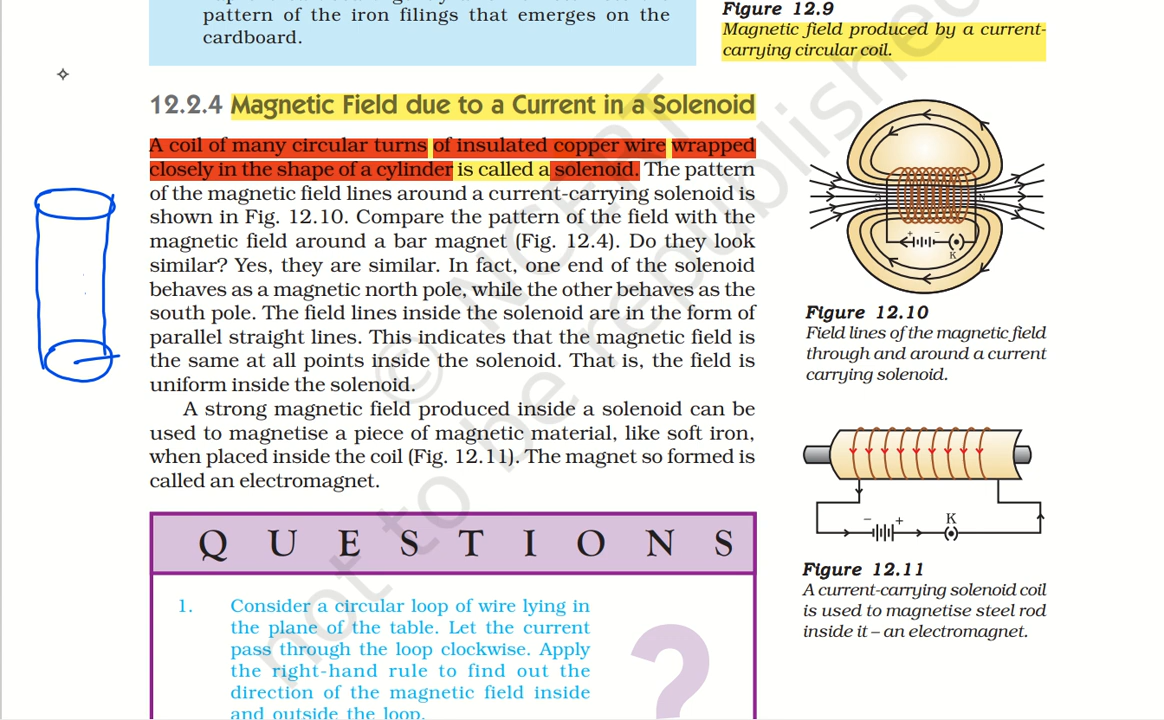 pattern of the iron filings that emerges on the
cardboard.
Figure 12.9
Magnetic field produced by a current-
carrying circular coil.
12.2.4 Magnetic Field due to a Current in a Solenoid
A coil of many circular turns of insulated copper wire wrapped
closely in the shape of a cylinder is called a solenoid. The pattern
of the magnetic field lines around a current-carrying solenoid is
shown in Fig. 12.10. Compare the pattern of the field with the
magnetic field around a bar magnet (Fig. 12.4). Do they look
similar? Yes, they are similar. In fact, one end of the solenoid
behaves as a magnetic north pole, while the other behaves as the
south pole. The field lines inside the solenoid are in the form of
parallel straight lines. This indicates that the magnetic field is
the same at all points inside the solenoid. That is, the field is
uniform inside the solenoid.
A strong magnetic field produced inside a solenoid can be
used to magnetise a piece of magnetic material, like soft iron,
when placed inside the coil (Fig. 12.11). The magnet so formed is
called an electromagnet.
+ −
K
Figure 12.10
Field lines of the magnetic field
through and around a current
carrying solenoid.
− +
K
Figure 12.11
A current-carrying solenoid coil
is used to magnetise steel rod
inside it – an electromagnet.
QUESTIONS
1. Consider a circular loop of wire lying in
the plane of the table. Let the current
pass through the loop clockwise. Apply
the right-hand rule to find out the
direction of the magnetic field inside
and outside the loop.
?
© NCERT
not to be republished